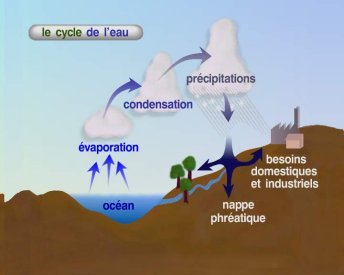 le cycle de l'eau
précipitations
condensation
évaporation
besoins
domestiques
et industriels
océan
nappe
phréatique